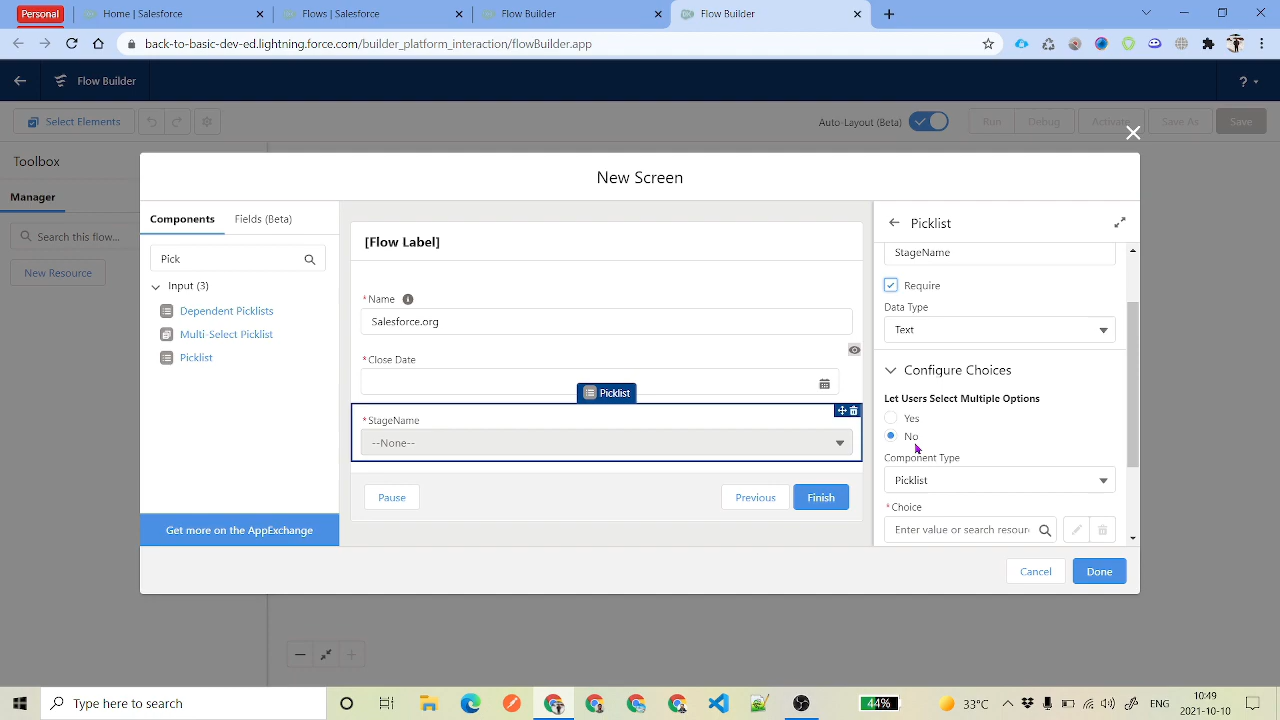 Personal
Home | Salesforce
Flows | Salesforce
Flow Builder
Flow Builder
back-basic-dev-ed.lightning.force.com/builder_platform_interaction/flowBuilder.app
Flow Builder
?
Select Elements
Auto-Layout (Beta)
Run
Debug
Activate
Save As
Save
Toolbox
Manager
Search this flow...
New Resource
New Screen
Components
Fields (Beta)
Pick
Input (3)
Dependent Picklists
Multi-Select Picklist
Picklist
Get more on the AppExchange
[Flow Label]
*Name
Salesforce.org
*Close Date
Picklist
*StageName
--None--
Pause
Previous
Finish
Picklist
StageName
Require
Data Type
Text
Configure Choices
Let Users Select Multiple Options
Yes
No
Component Type
Picklist
*Choice
Enter value or search resour
Cancel
Done
Type here to search
44%
33°C
ENG
10:49
2021-10-10